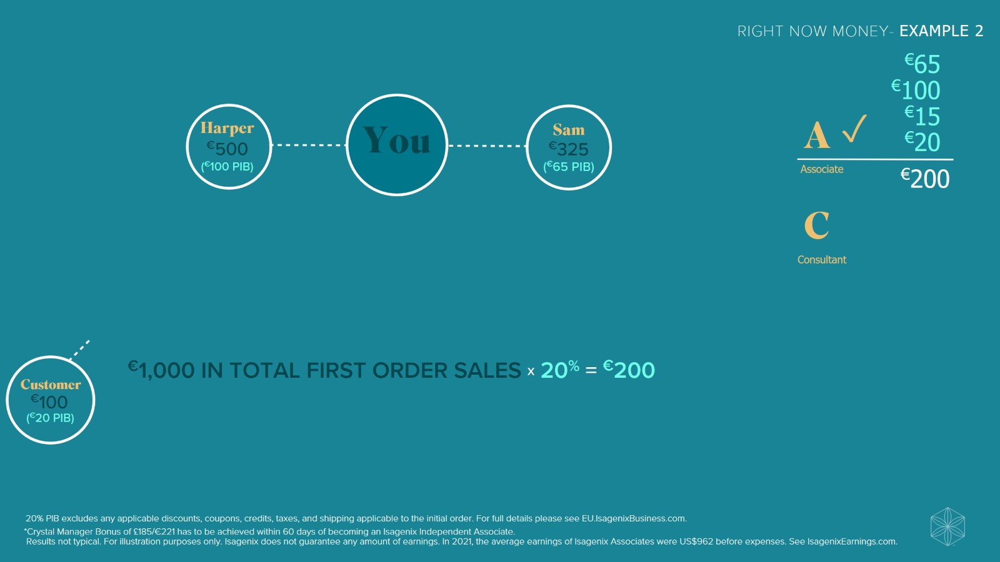 RIGHT NOW MONEY- EXAMPLE 2
€65
€100
€15
€20
€200
A ✓
Associate
C
Consultant
Harper
€500
(€100 PIB)
You
Sam
€325
(€65 PIB)
Customer
€100
(€20 PIB)
€1,000 IN TOTAL FIRST ORDER SALES x 20% = €200
20% PIB excludes any applicable discounts, coupons, credits, taxes, and shipping applicable to the initial order. For full details please see EU.IsagenixBusiness.com.
*Crystal Manager Bonus of £185/€221 has to be achieved within 60 days of becoming an Isagenix Independent Associate.
Results not typical. For illustration purposes only. Isagenix does not guarantee any amount of earnings. In 2021, the average earnings of Isagenix Associates were US$962 before expenses. See IsagenixEarnings.com.